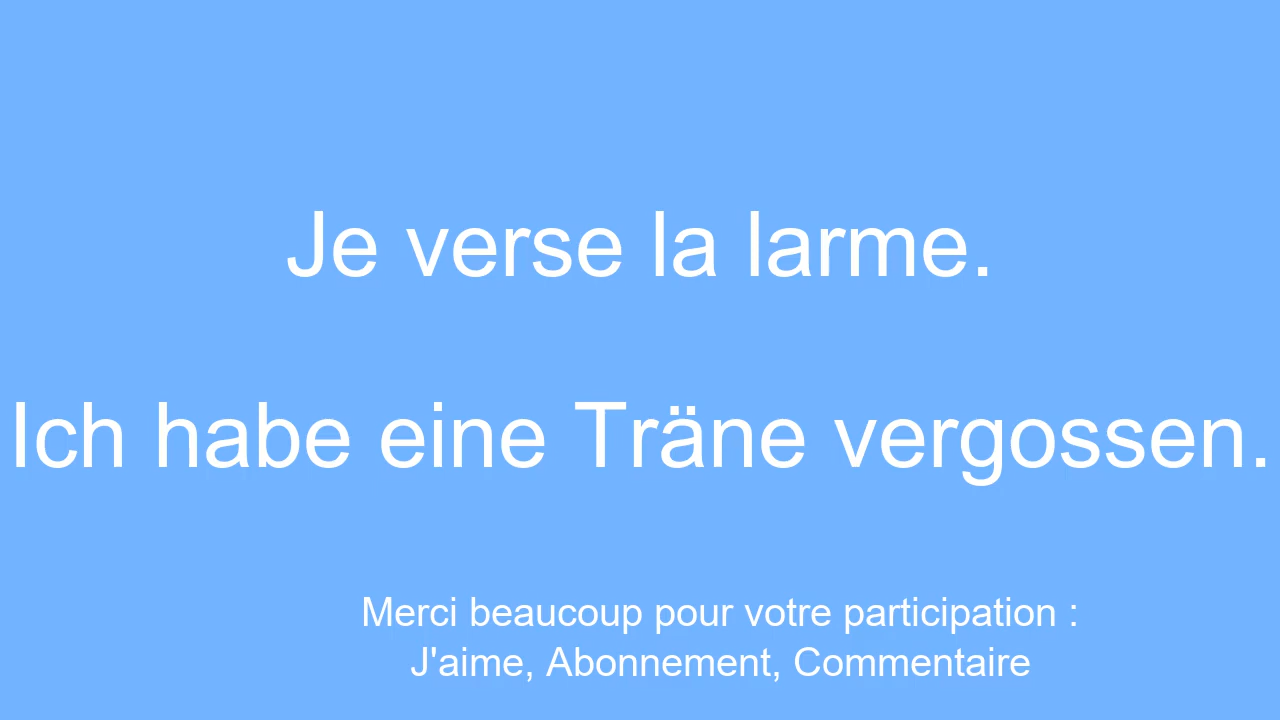 Je verse la larme.
Ich habe eine Träne vergossen.
Merci beaucoup pour votre participation :
J'aime, Abonnement, Commentaire